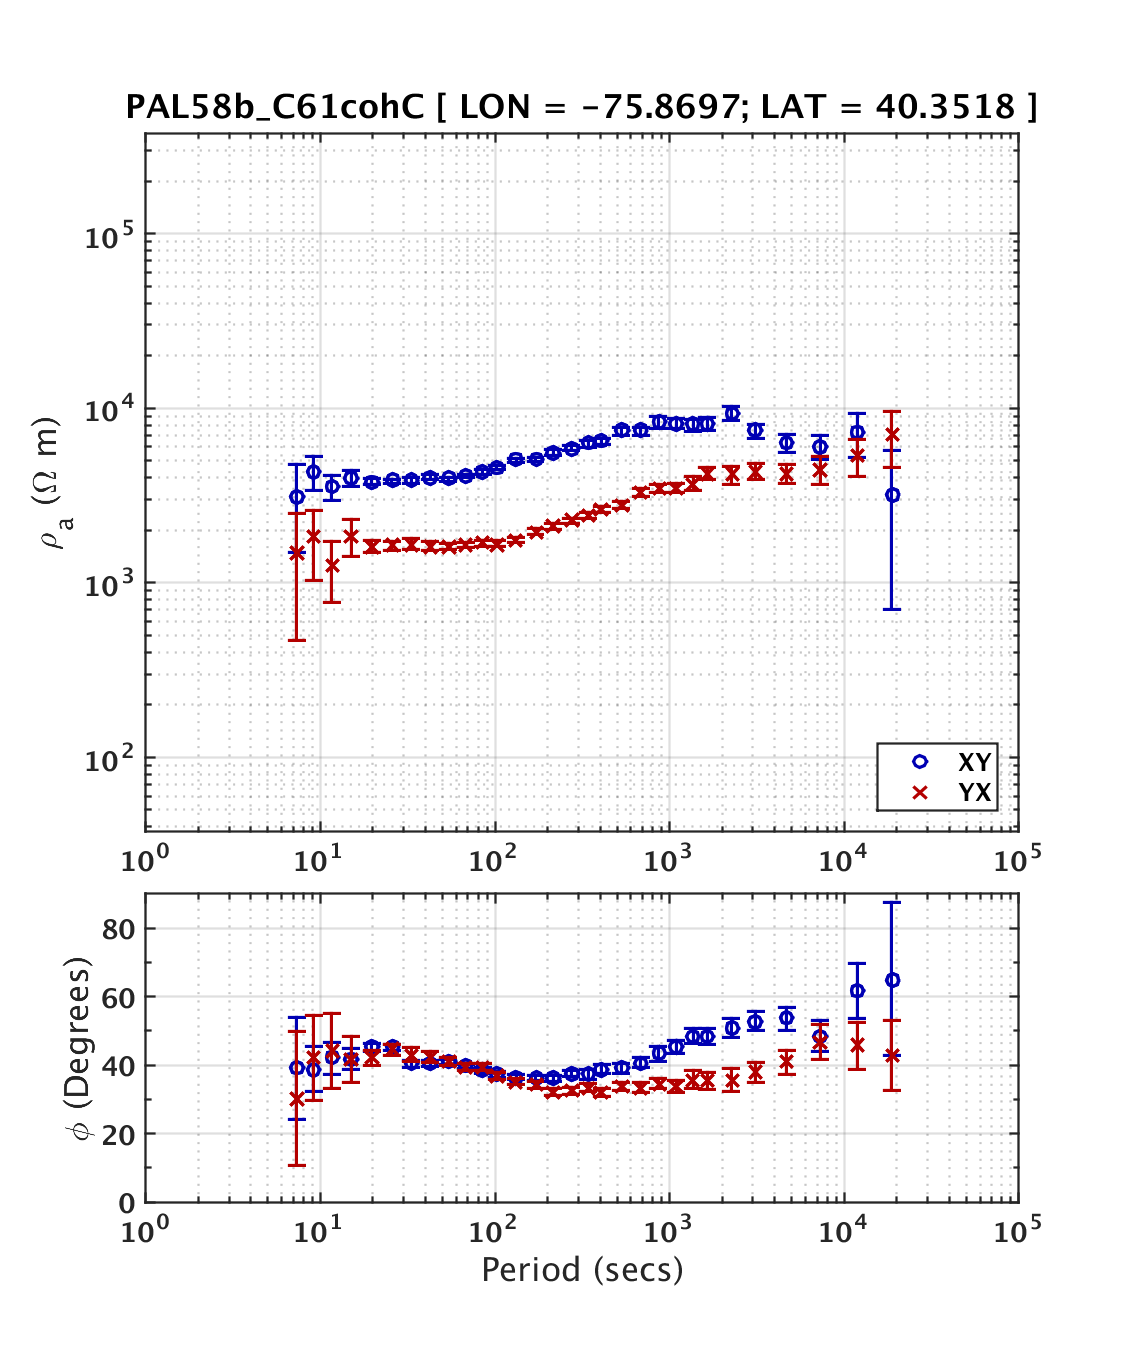 PAL58b_C61cohC [ LON = -75.8697; LAT = 40.3518 ]
10^5
10^4
10^3
10^2
ρ_a (Ω m)
XY
YX
10^0 10^1 10^2 10^3 10^4 10^5
80
60
40
20
0
φ (Degrees)
10^0 10^1 10^2 10^3 10^4 10^5
Period (secs)